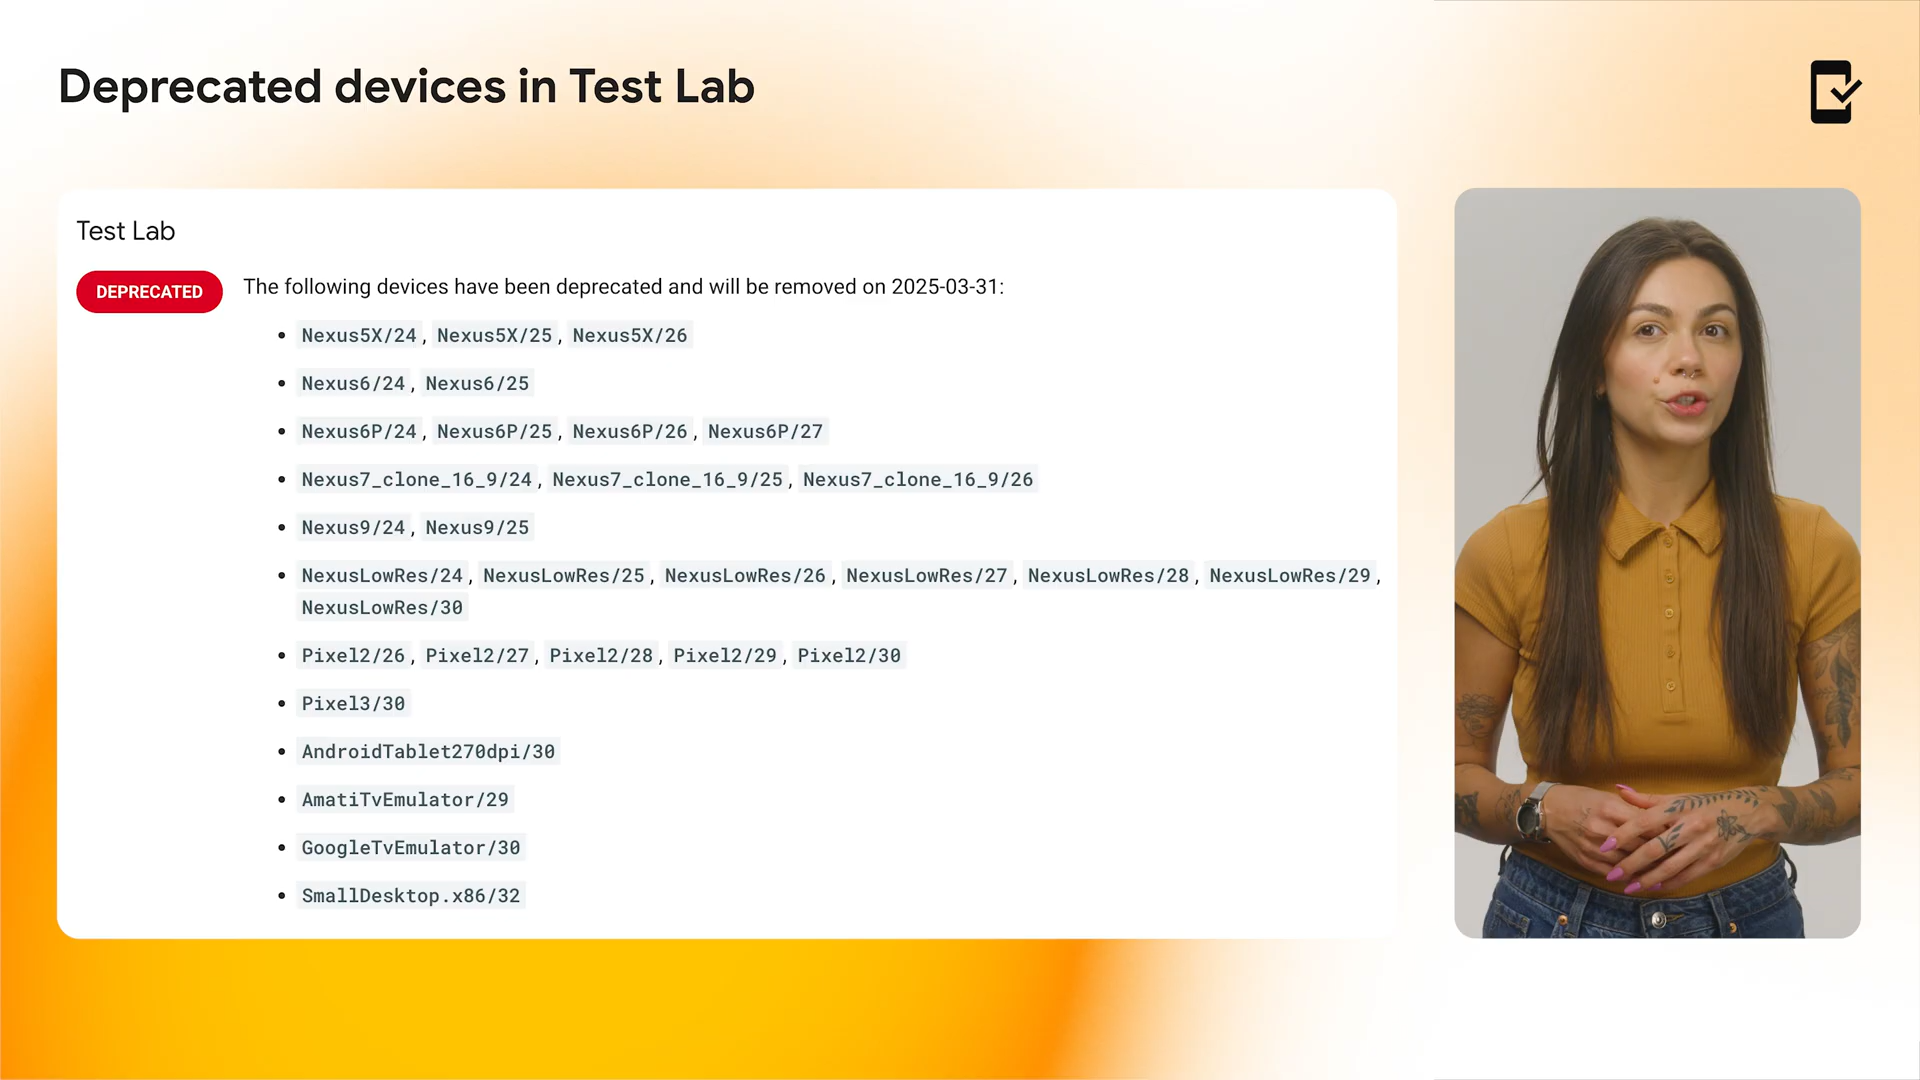 Deprecated devices in Test Lab
Test Lab
DEPRECATED
The following devices have been deprecated and will be removed on 2025-03-31:
• Nexus5X/24, Nexus5X/25, Nexus5X/26
• Nexus6/24, Nexus6/25
• Nexus6P/24, Nexus6P/25, Nexus6P/26, Nexus6P/27
• Nexus7_clone_16_9/24, Nexus7_clone_16_9/25, Nexus7_clone_16_9/26
• Nexus9/24, Nexus9/25
• NexusLowRes/24, NexusLowRes/25, NexusLowRes/26, NexusLowRes/27, NexusLowRes/28, NexusLowRes/29,
NexusLowRes/30
• Pixel2/26, Pixel2/27, Pixel2/28, Pixel2/29, Pixel2/30
• Pixel3/30
• AndroidTablet270dpi/30
• AmatiTvEmulator/29
• GoogleTvEmulator/30
• SmallDesktop.x86/32